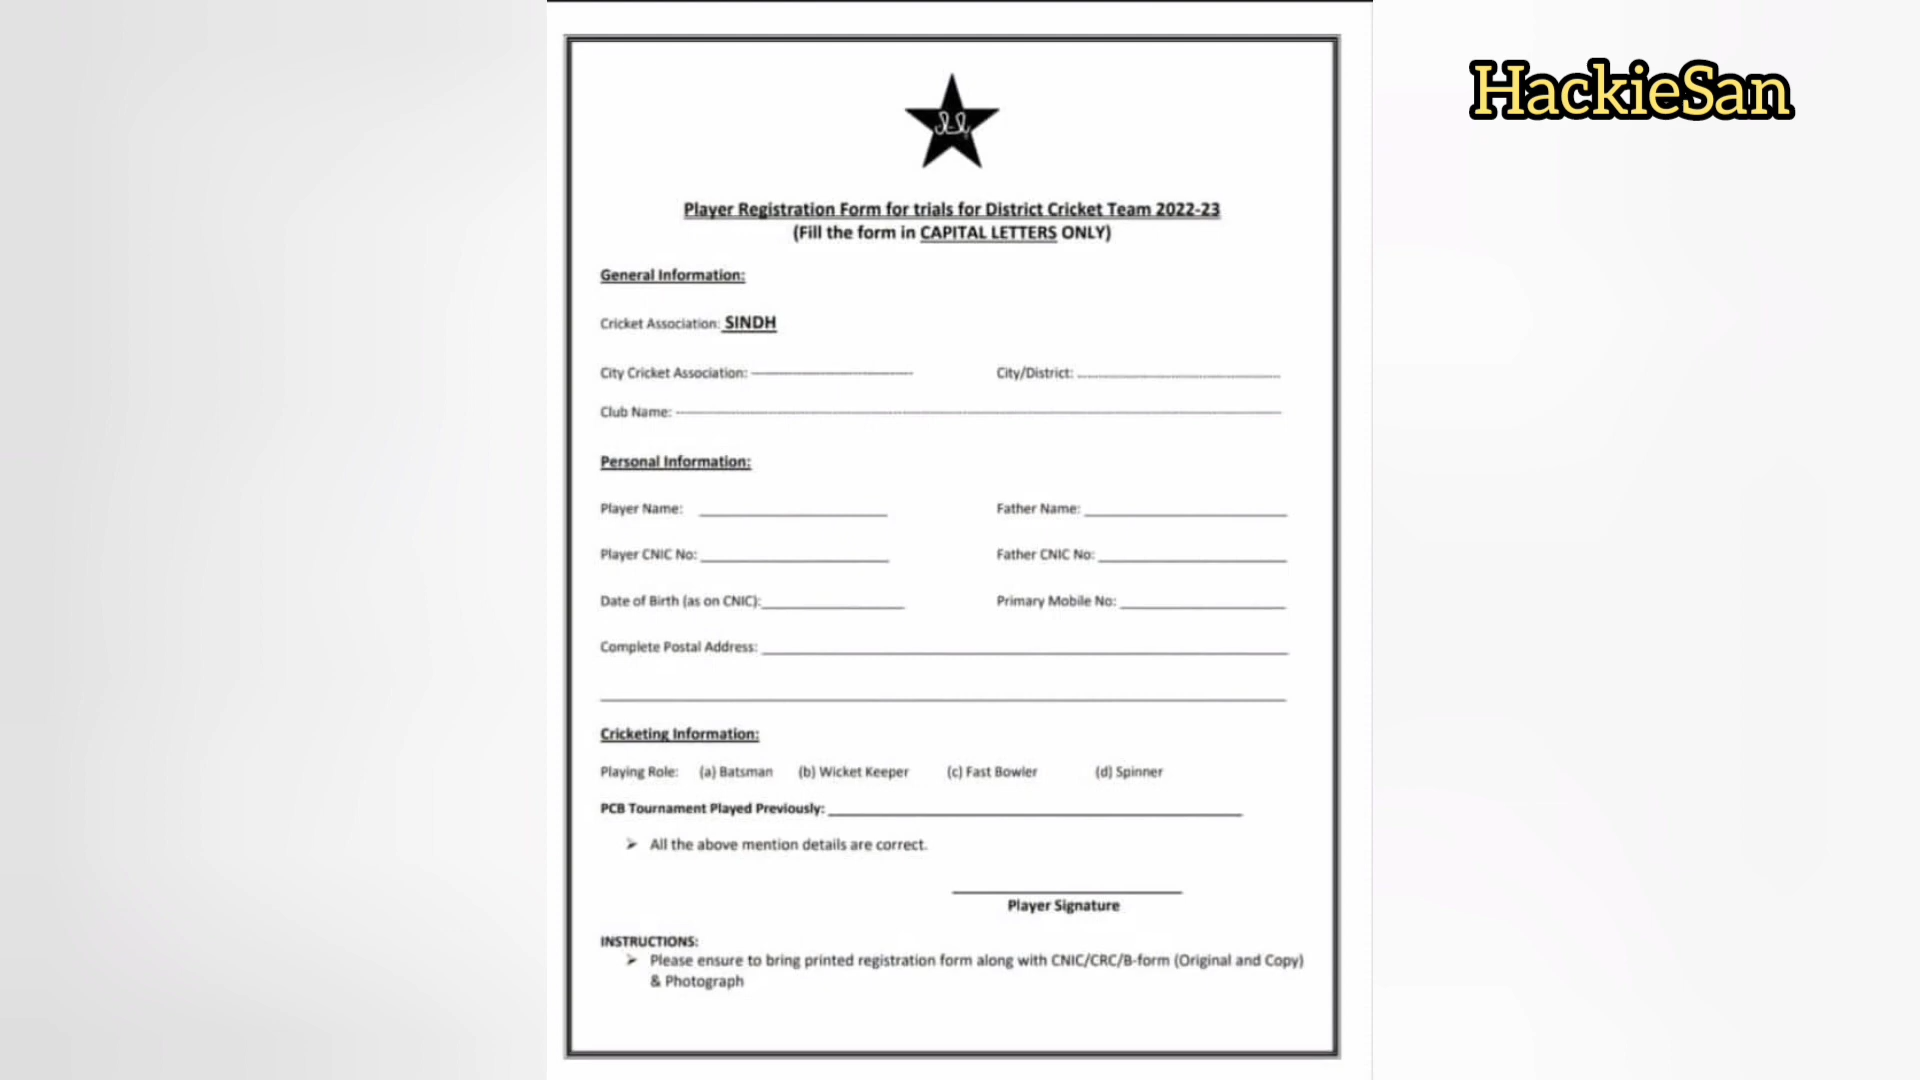 HackieSan
Player Registration Form for trials for District Cricket Team 2022-23
(Fill the form in CAPITAL LETTERS ONLY)
General Information:
Cricket Association: SINDH
City Cricket Association: City/District:
Club Name:
Personal Information:
Player Name: Father Name:
Player CNIC No: Father CNIC No:
Date of Birth (as on CNIC): Primary Mobile No:
Complete Postal Address:
Cricketing Information:
Playing Role: (a) Batsman (b) Wicket Keeper (c) Fast Bowler (d) Spinner
PCB Tournament Played Previously:
➢ All the above mention details are correct.
Player Signature
INSTRUCTIONS:
➢ Please ensure to bring printed registration form along with CNIC/CRC/B-form (Original and Copy)
& Photograph